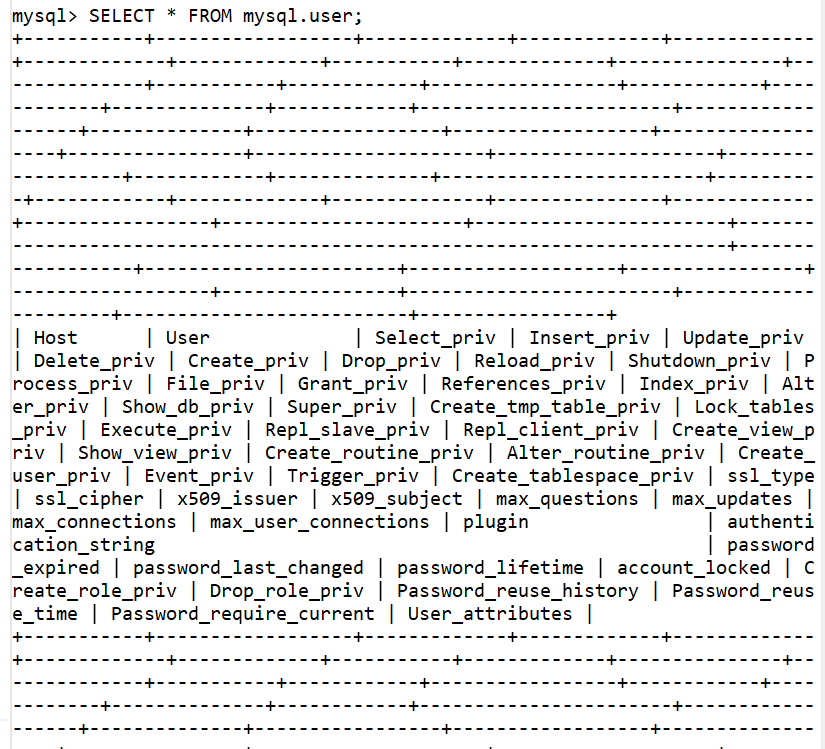 mysql> SELECT * FROM mysql.user;
| Host      | User             | Select_priv | Insert_priv | Update_priv
| Delete_priv | Create_priv | Drop_priv | Reload_priv | Shutdown_priv | P
rocess_priv | File_priv | Grant_priv | References_priv | Index_priv | Alt
er_priv | Show_db_priv | Super_priv | Create_tmp_table_priv | Lock_tables
_priv | Execute_priv | Repl_slave_priv | Repl_client_priv | Create_view_p
riv | Show_view_priv | Create_routine_priv | Alter_routine_priv | Create_
user_priv | Event_priv | Trigger_priv | Create_tablespace_priv | ssl_type
| ssl_cipher | x509_issuer | x509_subject | max_questions | max_updates |
max_connections | max_user_connections | plugin                | authenti
cation_string                                                  | password
_expired | password_last_changed | password_lifetime | account_locked | C
reate_role_priv | Drop_role_priv | Password_reuse_history | Password_reus
e_time | Password_require_current | User_attributes |